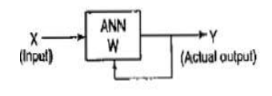 X
(Input)
ANN
W
Y
(Actual output)